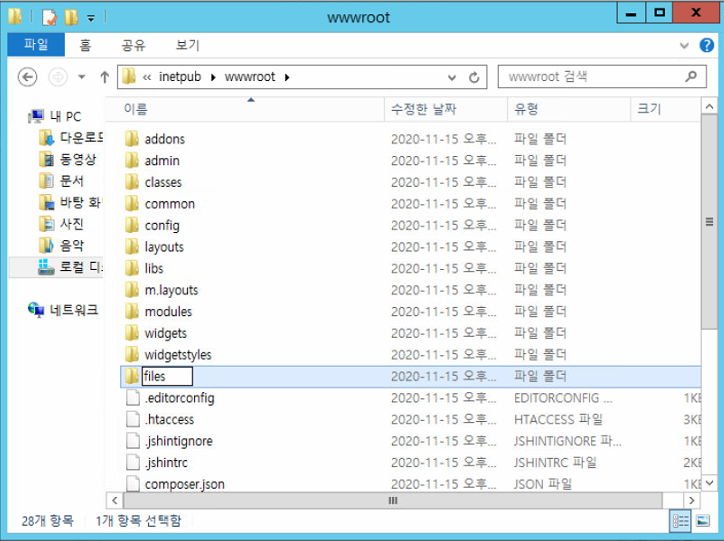 wwwroot
파일 홈 공유 보기
« inetpub wwwroot wwwroot 검색
이름 수정한 날짜 유형 크기
내 PC
다운로드
동영상
문서
바탕 화
사진
음악
로컬 디
네트워크
addons 2020-11-15 오후... 파일 폴더
admin 2020-11-15 오후... 파일 폴더
classes 2020-11-15 오후... 파일 폴더
common 2020-11-15 오후... 파일 폴더
config 2020-11-15 오후... 파일 폴더
layouts 2020-11-15 오후... 파일 폴더
libs 2020-11-15 오후... 파일 폴더
m.layouts 2020-11-15 오후... 파일 폴더
modules 2020-11-15 오후... 파일 폴더
widgets 2020-11-15 오후... 파일 폴더
widgetstyles 2020-11-15 오후... 파일 폴더
files 2020-11-15 오후... 파일 폴더
.editorconfig 2020-11-15 오후... EDITORCONFIG ... 1KB
.htaccess 2020-11-15 오후... HTACCESS 파일 3KB
.jshintignore 2020-11-15 오후... JSHINTIGNORE 파... 1KB
.jshintrc 2020-11-15 오후... JSHINTRC 파일 2KB
composer.json 2020-11-15 오후... JSON 파일 1KB
28개 항목 1개 항목 선택함